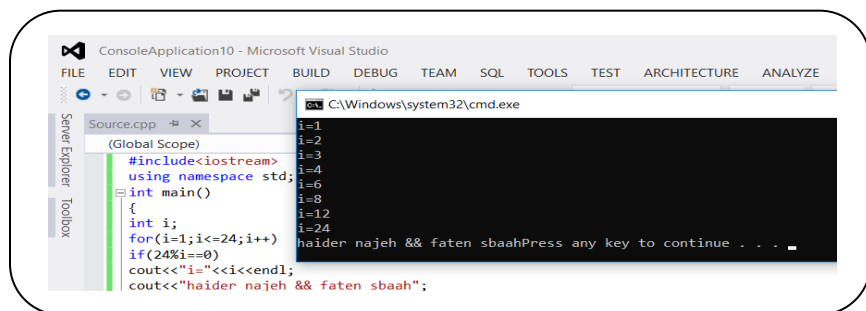 ConsoleApplication10 - Microsoft Visual Studio
FILE EDIT VIEW PROJECT BUILD DEBUG TEAM SQL TOOLS TEST ARCHITECTURE ANALYZE
C:\Windows\system32\cmd.exe
Server Explorer
Toolbox
Source.cpp
(Global Scope)
#include<iostream>
using namespace std;
int main()
{
int i;
for(i=1;i<=24;i++)
if(24%i==0)
cout<<"i="<<i<<endl;
cout<<"haider najeh && faten sbaah";
i=1
i=2
i=3
i=4
i=6
i=8
i=12
i=24
haider najeh && faten sbaahPress any key to continue . . .